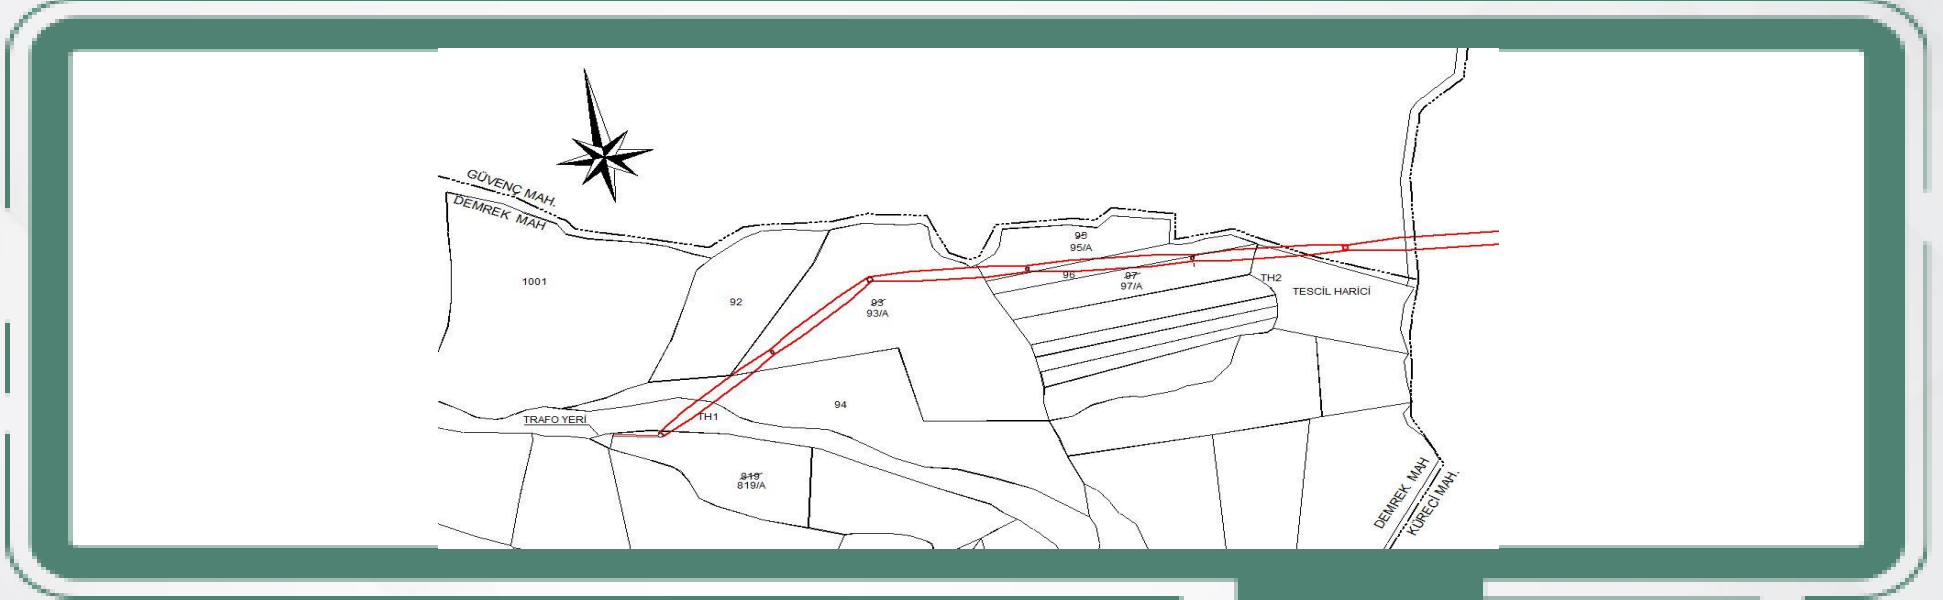 GÜVENÇ MAH.
DEMREK MAH
95
95/A
96
97
97/A
TH2
TESCİL HARİCİ
1001
92
93
93/A
94
TRAFO YERİ
TH1
819
819/A
DEMREK MAH
KÜRECİ MAH.